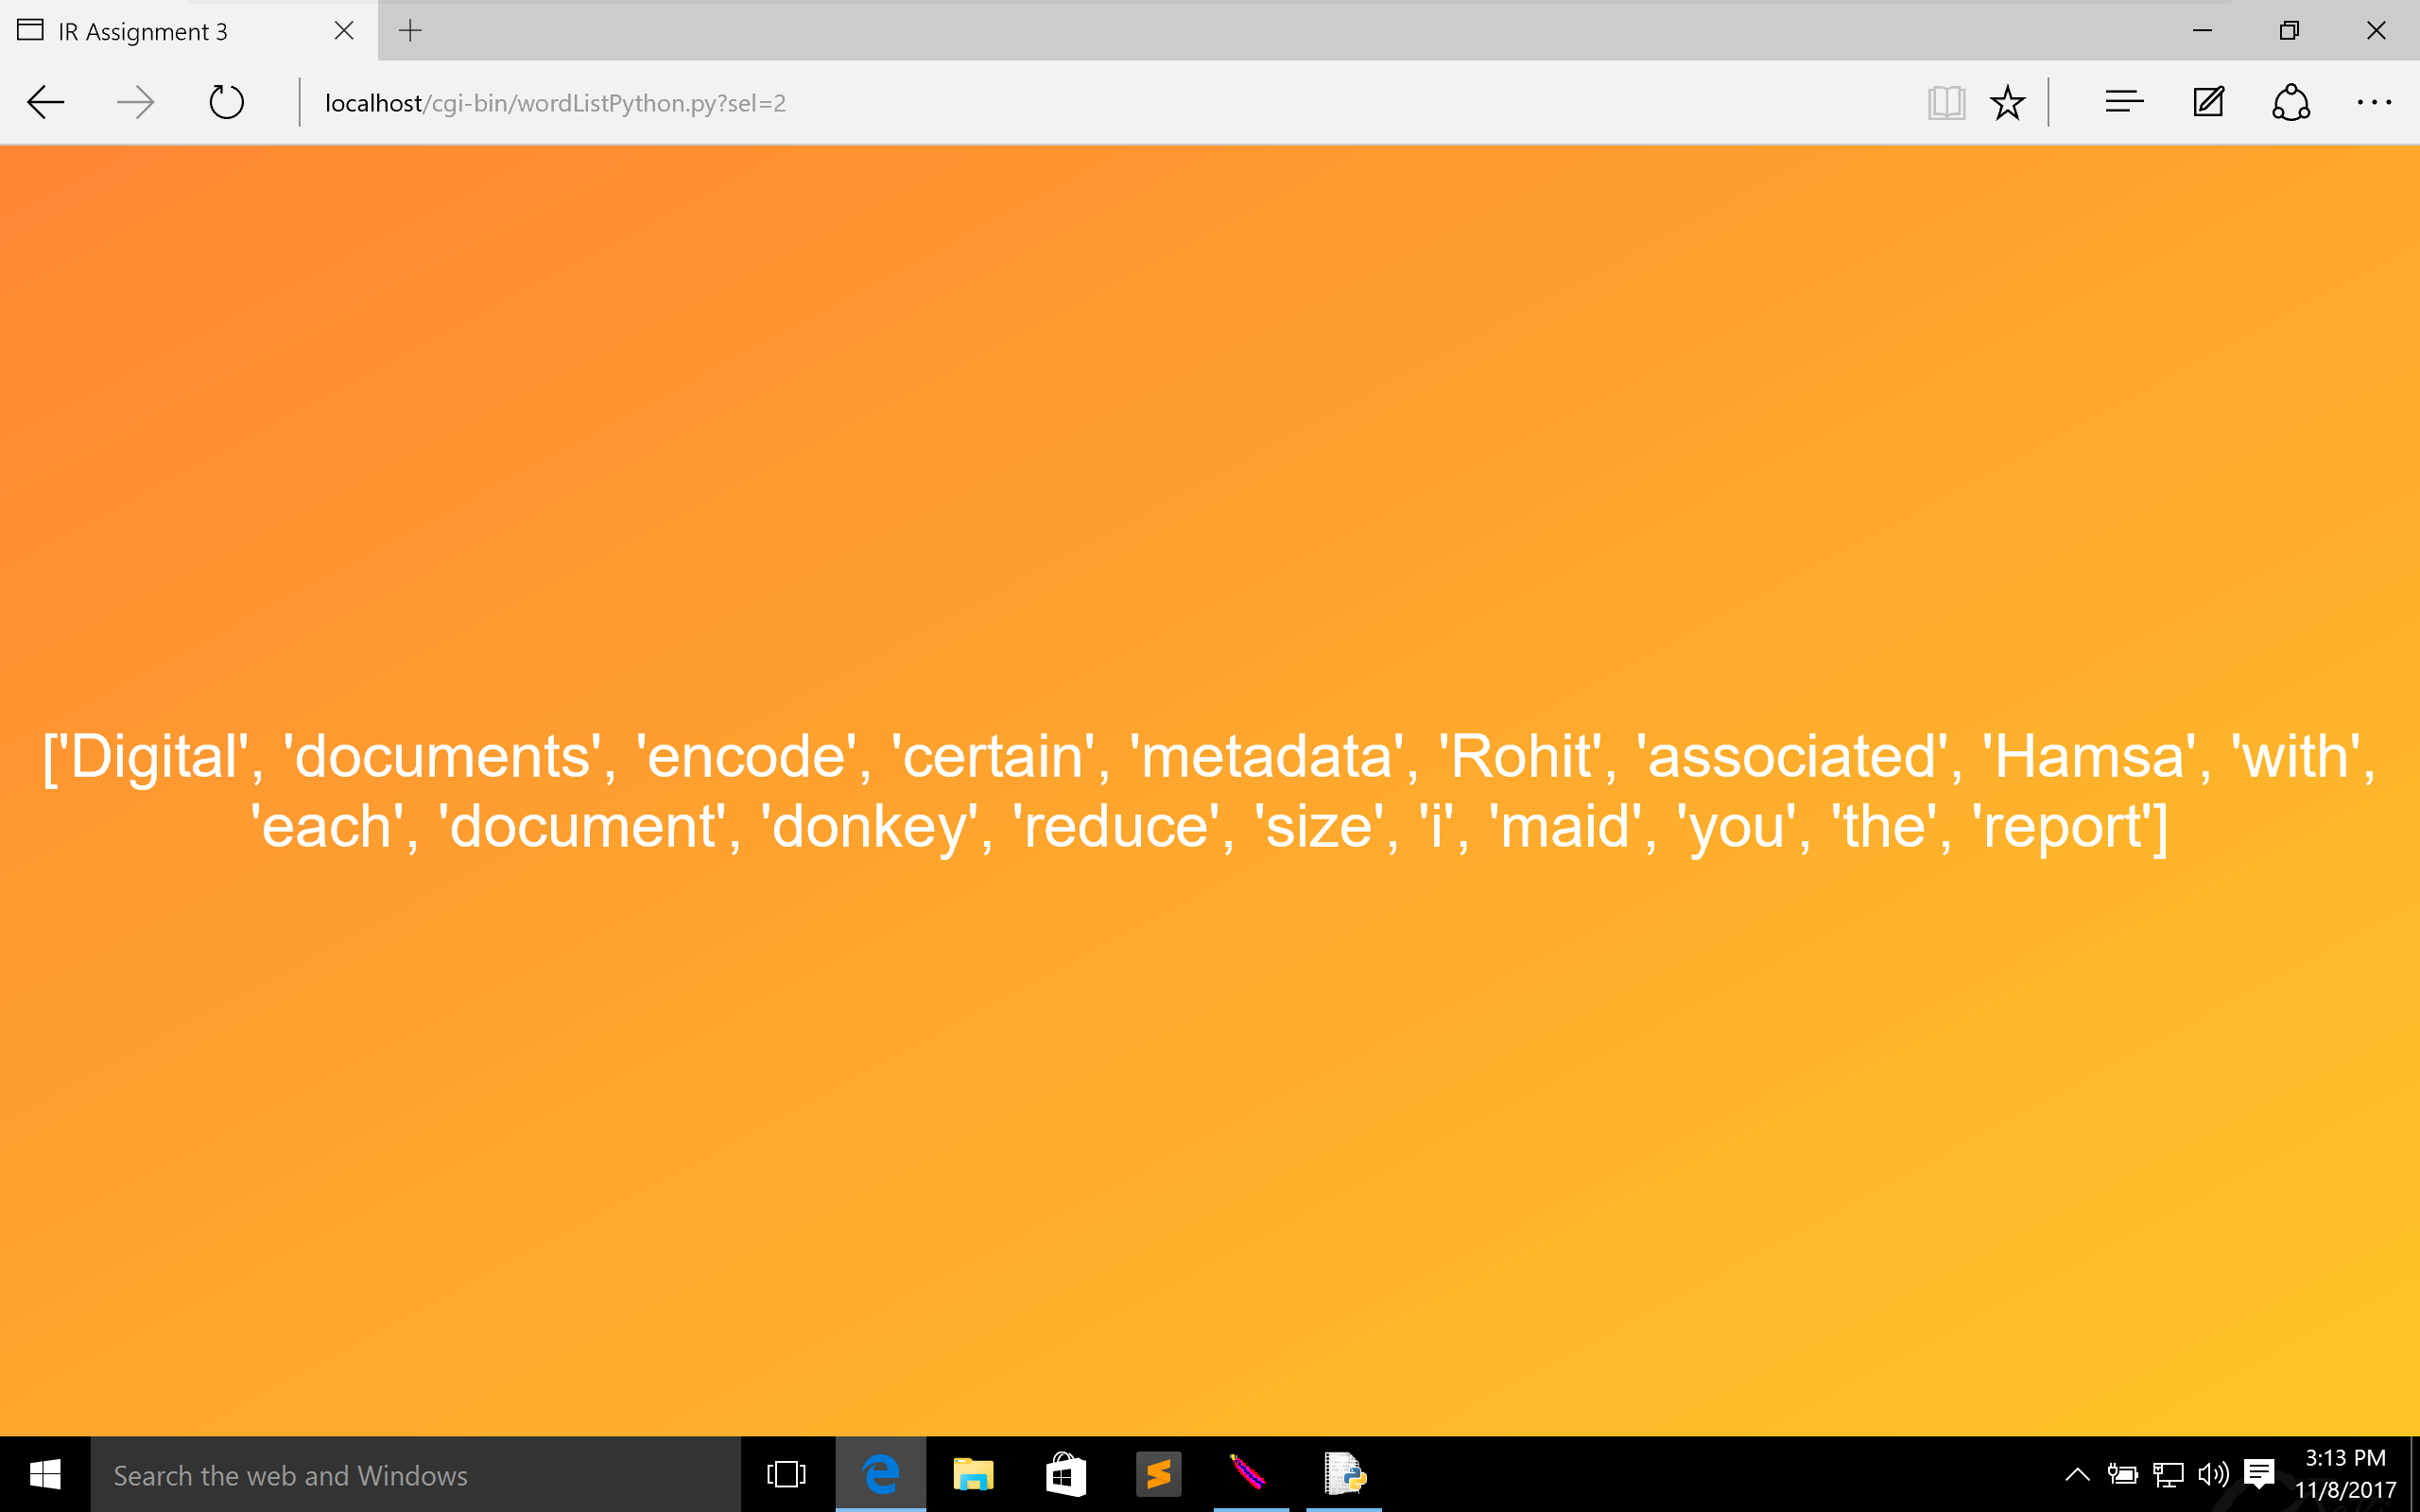 IR Assignment 3
localhost/cgi-bin/wordListPython.py?sel=2
['Digital', 'documents', 'encode', 'certain', 'metadata', 'Rohit', 'associated', 'Hamsa', 'with',
'each', 'document', 'donkey', 'reduce', 'size', 'i', 'maid', 'you', 'the', 'report']
Search the web and Windows
3:13 PM
11/8/2017